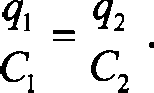 q₁/C₁ = q₂/C₂ .